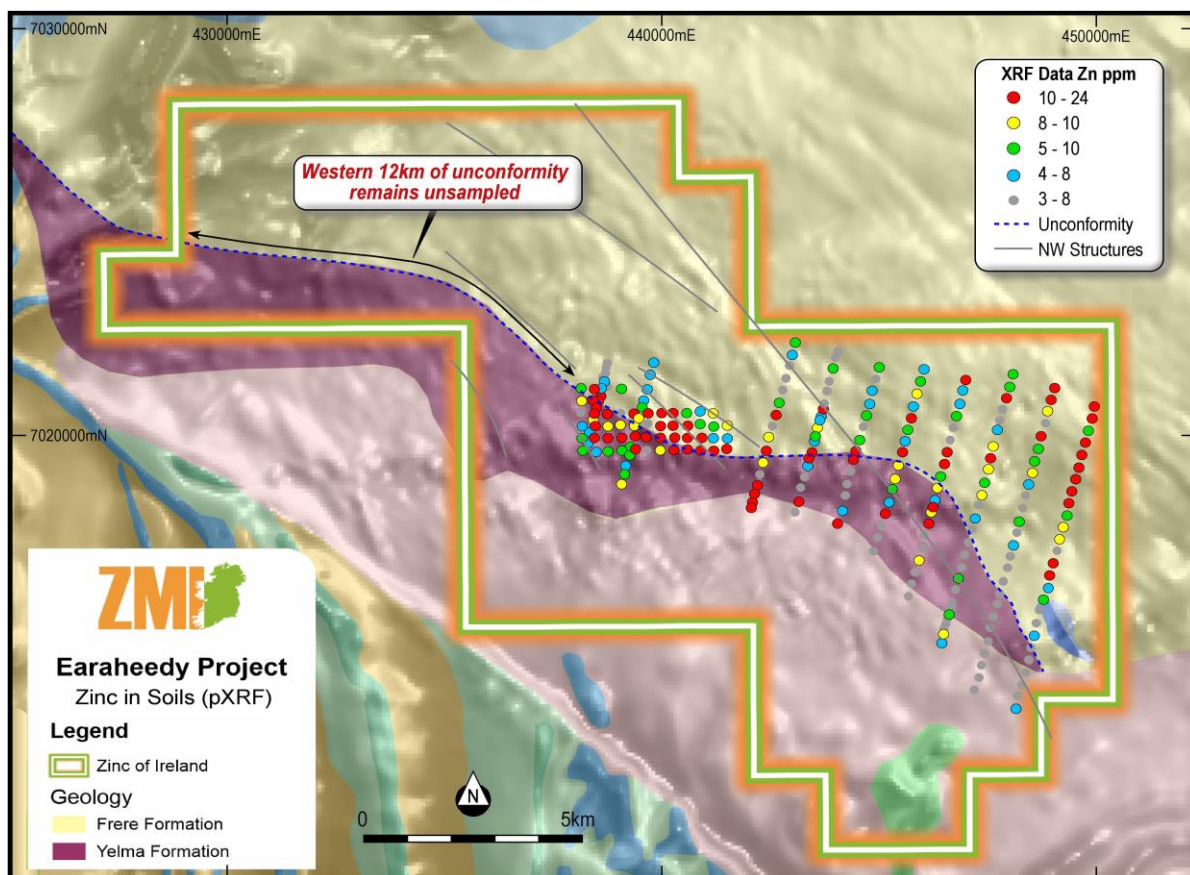 7030000mN
430000mE
440000mE
450000mE
XRF Data Zn ppm
10 - 24
8 - 10
5 - 10
4 - 8
3 - 8
Unconformity
NW Structures
Western 12km of unconformity
remains unsampled
7020000mN
ZMI
Earaheedy Project
Zinc in Soils (pXRF)
Legend
Zinc of Ireland
Geology
Frere Formation
Yelma Formation
N
0
5km